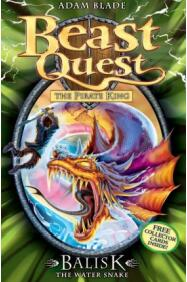 ADAM BLADE
Beast
Quest
THE PIRATE KING
FREE
COLLECTOR
CARDS
INSIDE!
BALISK
THE WATER SNAKE